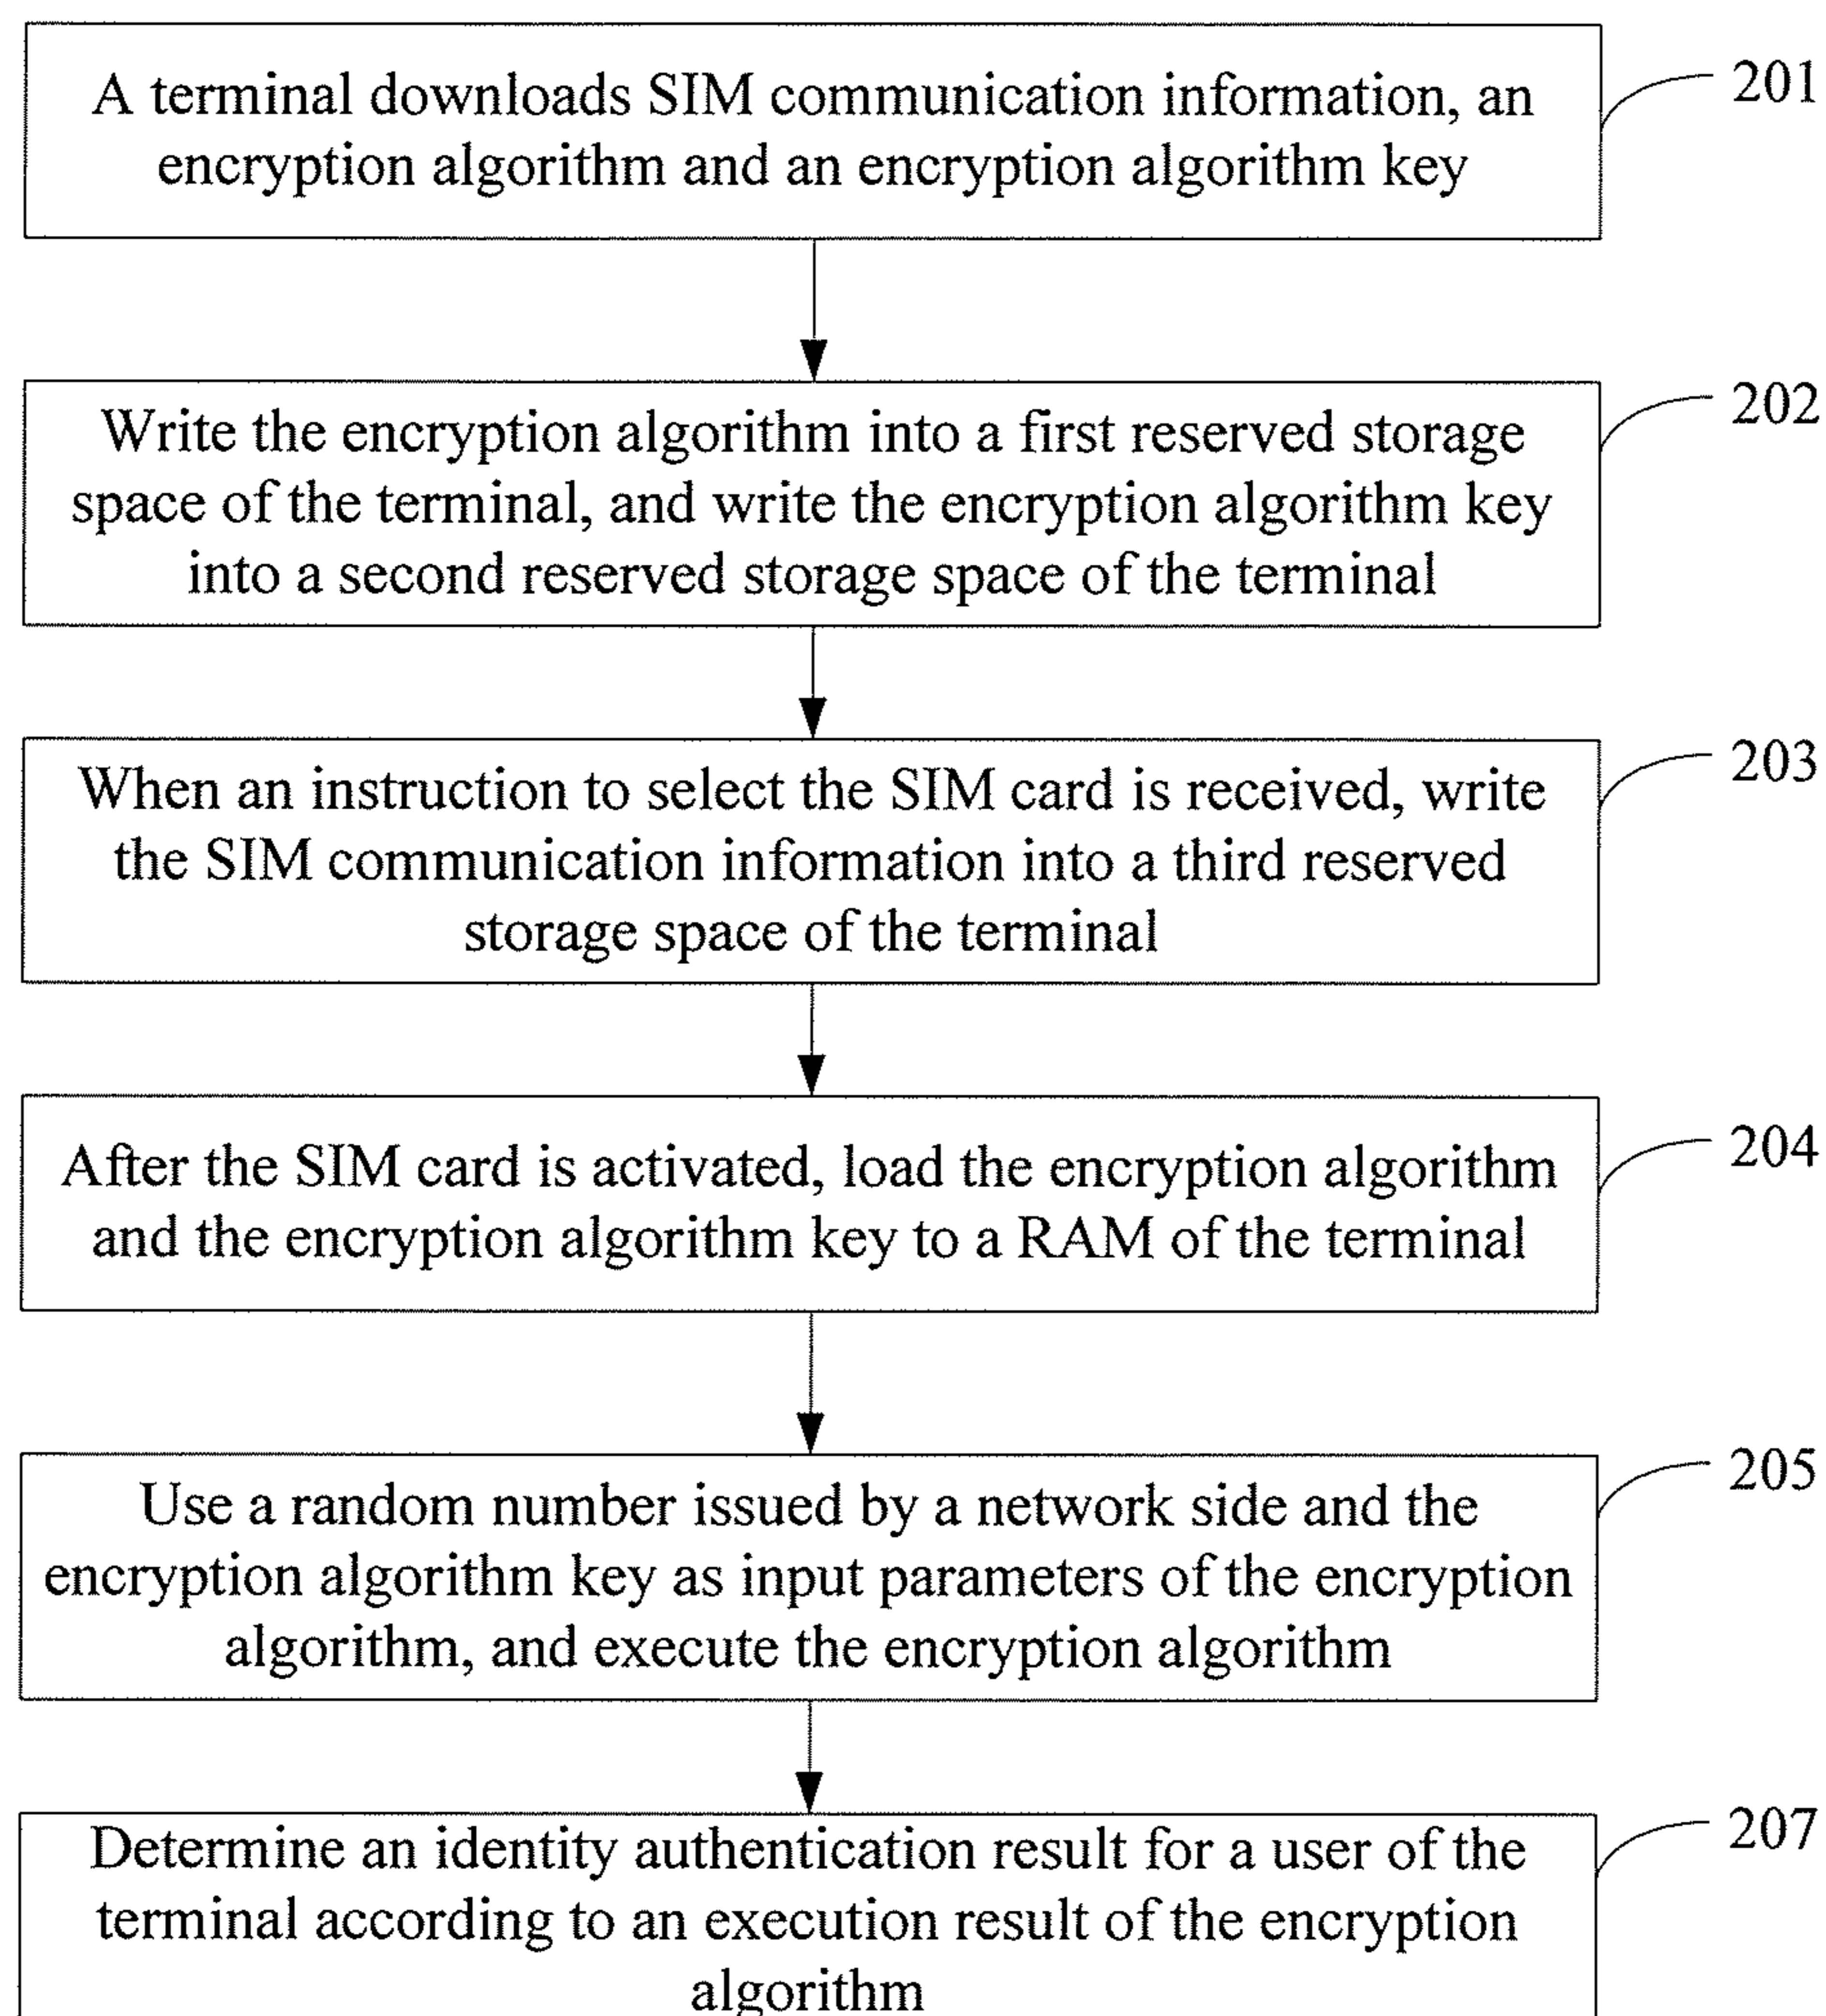 A terminal downloads SIM communication information, an
encryption algorithm and an encryption algorithm key
201
Write the encryption algorithm into a first reserved storage
space of the terminal, and write the encryption algorithm key
into a second reserved storage space of the terminal
202
When an instruction to select the SIM card is received, write
the SIM communication information into a third reserved
storage space of the terminal
203
After the SIM card is activated, load the encryption algorithm
and the encryption algorithm key to a RAM of the terminal
204
Use a random number issued by a network side and the
encryption algorithm key as input parameters of the encryption
algorithm, and execute the encryption algorithm
205
Determine an identity authentication result for a user of the
terminal according to an execution result of the encryption
algorithm
207